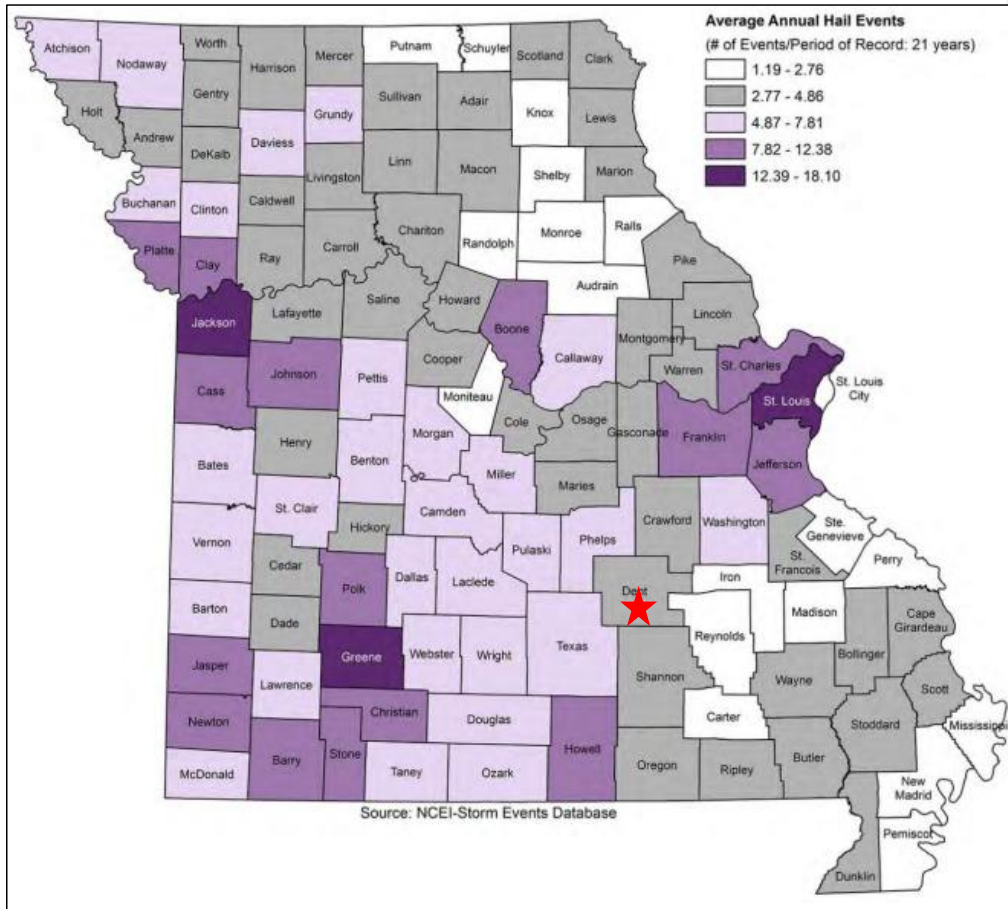 Average Annual Hail Events
(# of Events/Period of Record: 21 years)
1.19 - 2.76
2.77 - 4.86
4.87 - 7.81
7.82 - 12.38
12.39 - 18.10
Atchison
Nodaway
Worth
Harrison
Mercer
Putnam
Schuyler
Scotland
Clark
Holt
Gentry
Sullivan
Adair
Knox
Lewis
Andrew
DeKalb
Daviess
Grundy
Linn
Macon
Shelby
Marion
Livingston
Buchanan
Clinton
Caldwell
Chariton
Randolph
Monroe
Ralls
Platte
Clay
Ray
Carroll
Pike
Audrain
Jackson
Lafayette
Saline
Howard
Boone
Callaway
Montgomery
Lincoln
Cooper
Warren
St. Charles
Cass
Johnson
Pettis
Moniteau
St. Louis
St. Louis
City
Cole
Osage
Gasconade
Franklin
Jefferson
Henry
Morgan
Bates
Benton
Miller
Maries
St. Clair
Camden
Crawford
Washington
Ste.
Genevieve
Hickory
Pulaski
Phelps
St.
Francois
Perry
Vernon
Cedar
Polk
Dallas
Laclede
Dent
Iron
Madison
Barton
Dade
Reynolds
Bollinger
Cape
Girardeau
Greene
Webster
Wright
Texas
Jasper
Lawrence
Shannon
Wayne
Scott
Newton
Christian
Douglas
Carter
Stoddard
Mississippi
Howell
McDonald
Barry
Stone
Taney
Ozark
Oregon
Ripley
Butler
New
Madrid
Pemiscot
Dunklin
Source: NCEI-Storm Events Database